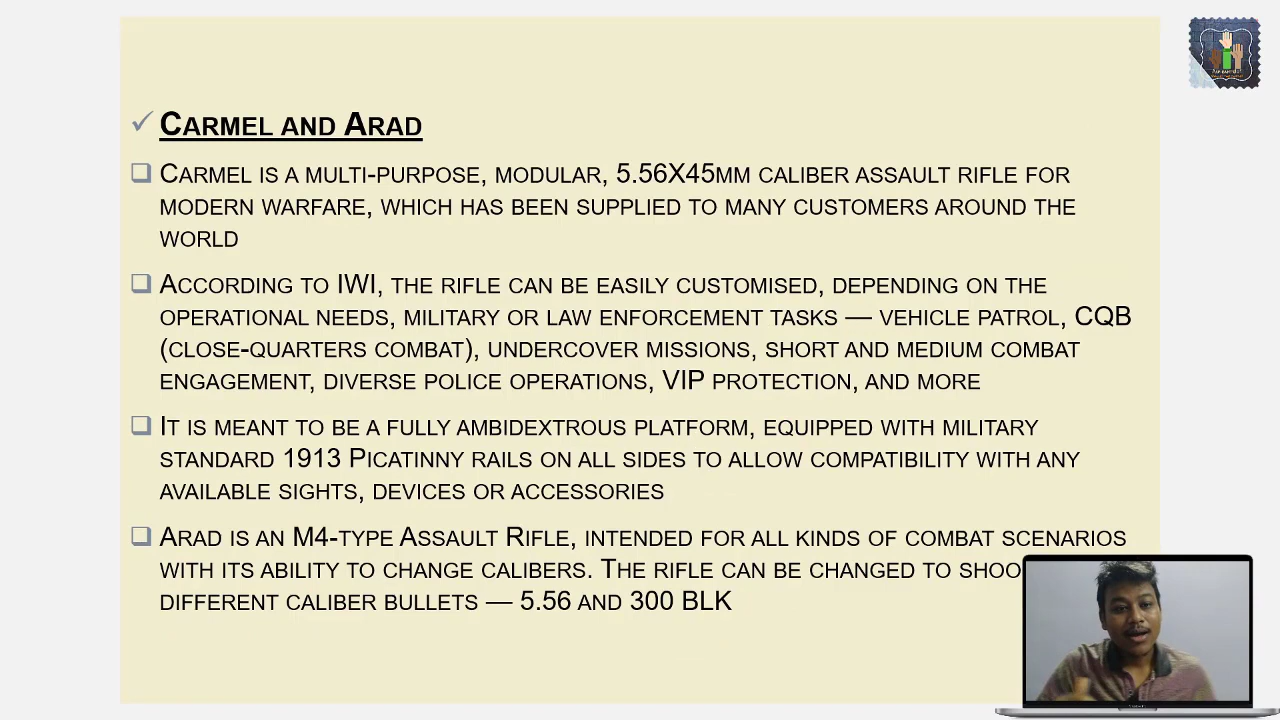 CARMEL AND ARAD
CARMEL IS A MULTI-PURPOSE, MODULAR, 5.56X45MM CALIBER ASSAULT RIFLE FOR
MODERN WARFARE, WHICH HAS BEEN SUPPLIED TO MANY CUSTOMERS AROUND THE
WORLD
ACCORDING TO IWI, THE RIFLE CAN BE EASILY CUSTOMISED, DEPENDING ON THE
OPERATIONAL NEEDS, MILITARY OR LAW ENFORCEMENT TASKS — VEHICLE PATROL, CQB
(CLOSE-QUARTERS COMBAT), UNDERCOVER MISSIONS, SHORT AND MEDIUM COMBAT
ENGAGEMENT, DIVERSE POLICE OPERATIONS, VIP PROTECTION, AND MORE
IT IS MEANT TO BE A FULLY AMBIDEXTROUS PLATFORM, EQUIPPED WITH MILITARY
STANDARD 1913 PICATINNY RAILS ON ALL SIDES TO ALLOW COMPATIBILITY WITH ANY
AVAILABLE SIGHTS, DEVICES OR ACCESSORIES
ARAD IS AN M4-TYPE ASSAULT RIFLE, INTENDED FOR ALL KINDS OF COMBAT SCENARIOS
WITH ITS ABILITY TO CHANGE CALIBERS. THE RIFLE CAN BE CHANGED TO SHOO
DIFFERENT CALIBER BULLETS — 5.56 AND 300 BLK